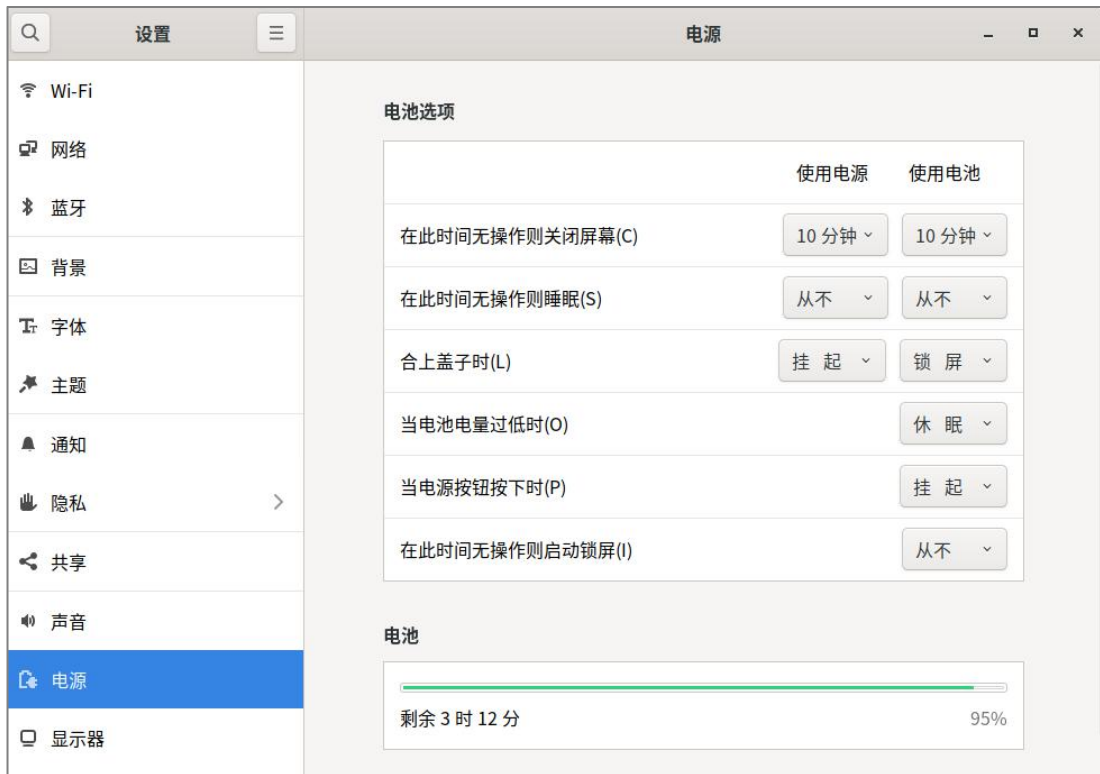 设置
电源
Wi-Fi
网络
蓝牙
背景
字体
主题
通知
隐私
共享
声音
电源
显示器
电池选项
使用电源 使用电池
在此时间无操作则关闭屏幕(C) 10 分钟 10 分钟
在此时间无操作则睡眠(S) 从不 从不
合上盖子时(L) 挂 起 锁 屏
当电池电量过低时(O) 休 眠
当电源按钮按下时(P) 挂 起
在此时间无操作则启动锁屏(I) 从不
电池
剩余 3 时 12 分 95%